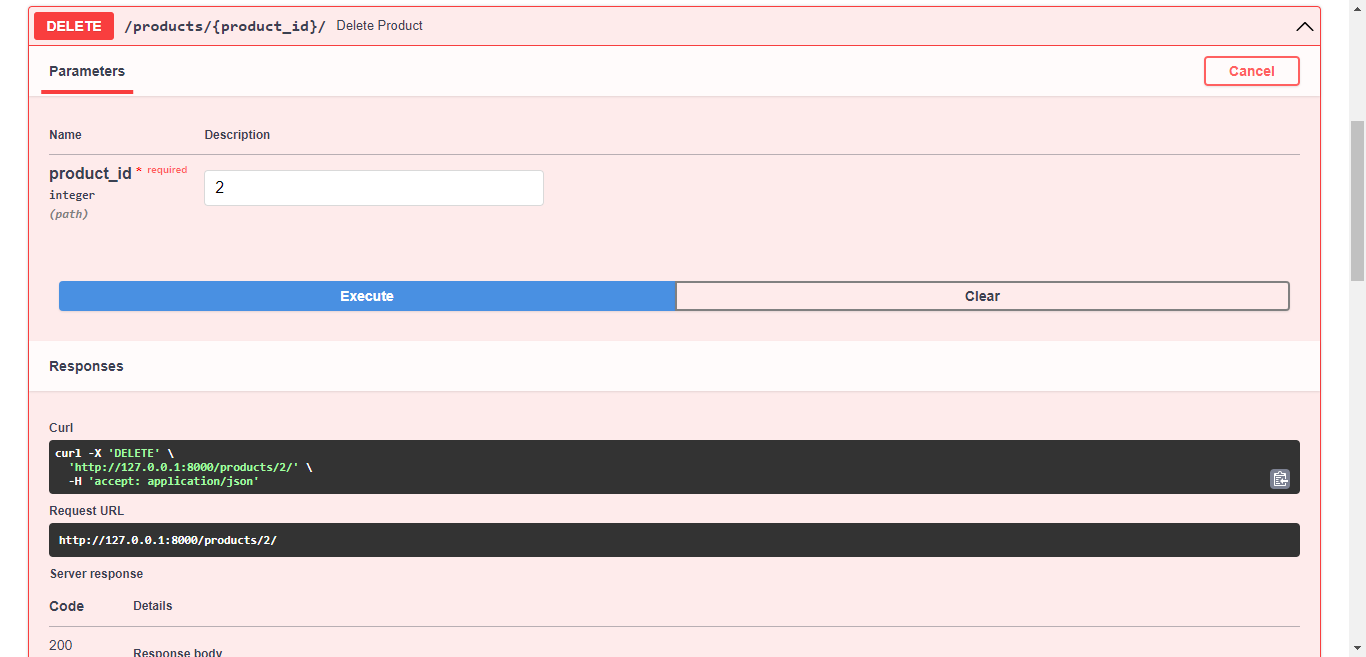 DELETE /products/{product_id}/ Delete Product
Parameters Cancel
Name Description
product_id * required
integer
(path)
2
Execute Clear
Responses
Curl
curl -X 'DELETE' \
'http://127.0.0.1:8000/products/2/' \
-H 'accept: application/json'
Request URL
http://127.0.0.1:8000/products/2/
Server response
Code Details
200
Response body